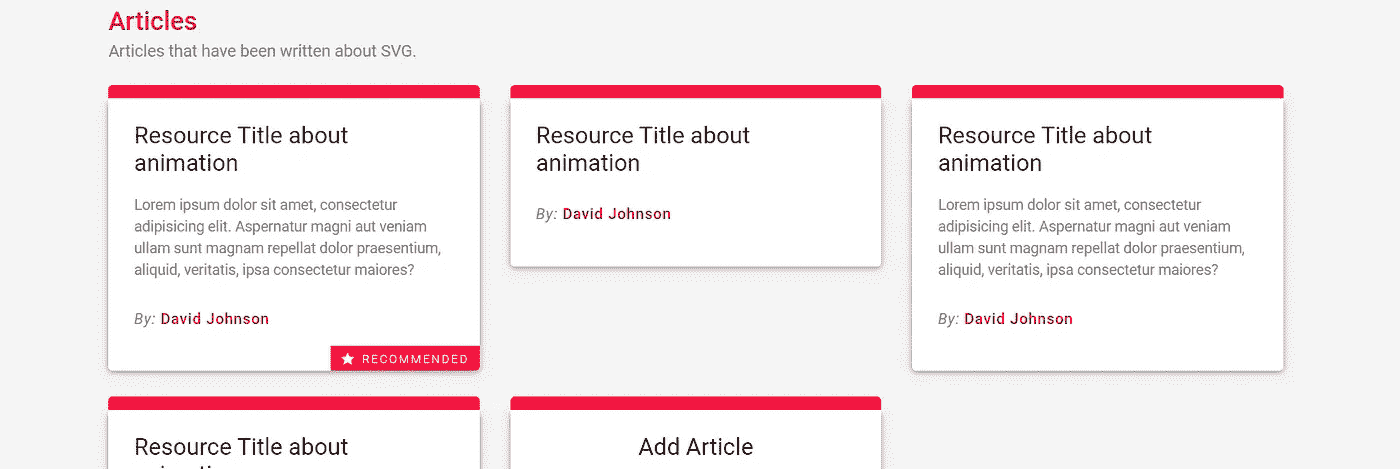 Articles
Articles that have been written about SVG.
Resource Title about
animation
Lorem ipsum dolor sit amet, consectetur
adipisicing elit. Aspernatur magni aut veniam
ullam sunt magnam repellat dolor praesentium,
aliquid, veritatis, ipsa consectetur maiores?
By: David Johnson
RECOMMENDED
Resource Title about
animation
By: David Johnson
Resource Title about
animation
Lorem ipsum dolor sit amet, consectetur
adipisicing elit. Aspernatur magni aut veniam
ullam sunt magnam repellat dolor praesentium,
aliquid, veritatis, ipsa consectetur maiores?
By: David Johnson
Resource Title about
Add Article